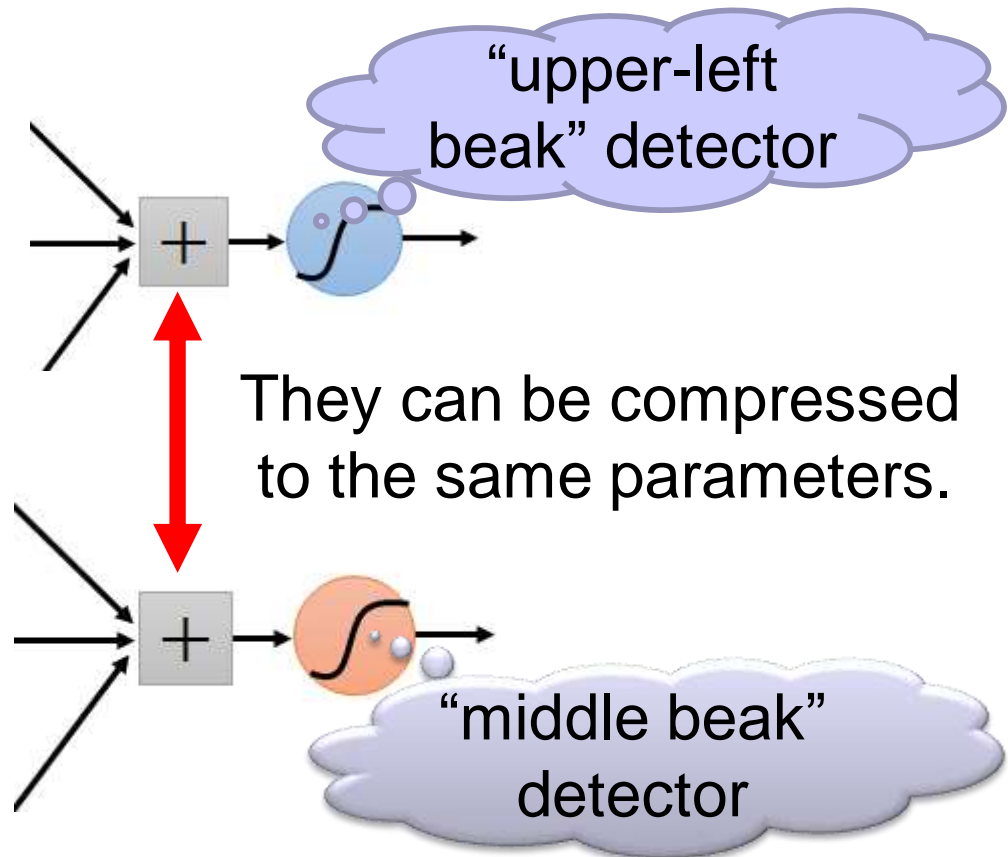 “upper-left
beak” detector
+
They can be compressed
to the same parameters.
+
“middle beak”
detector